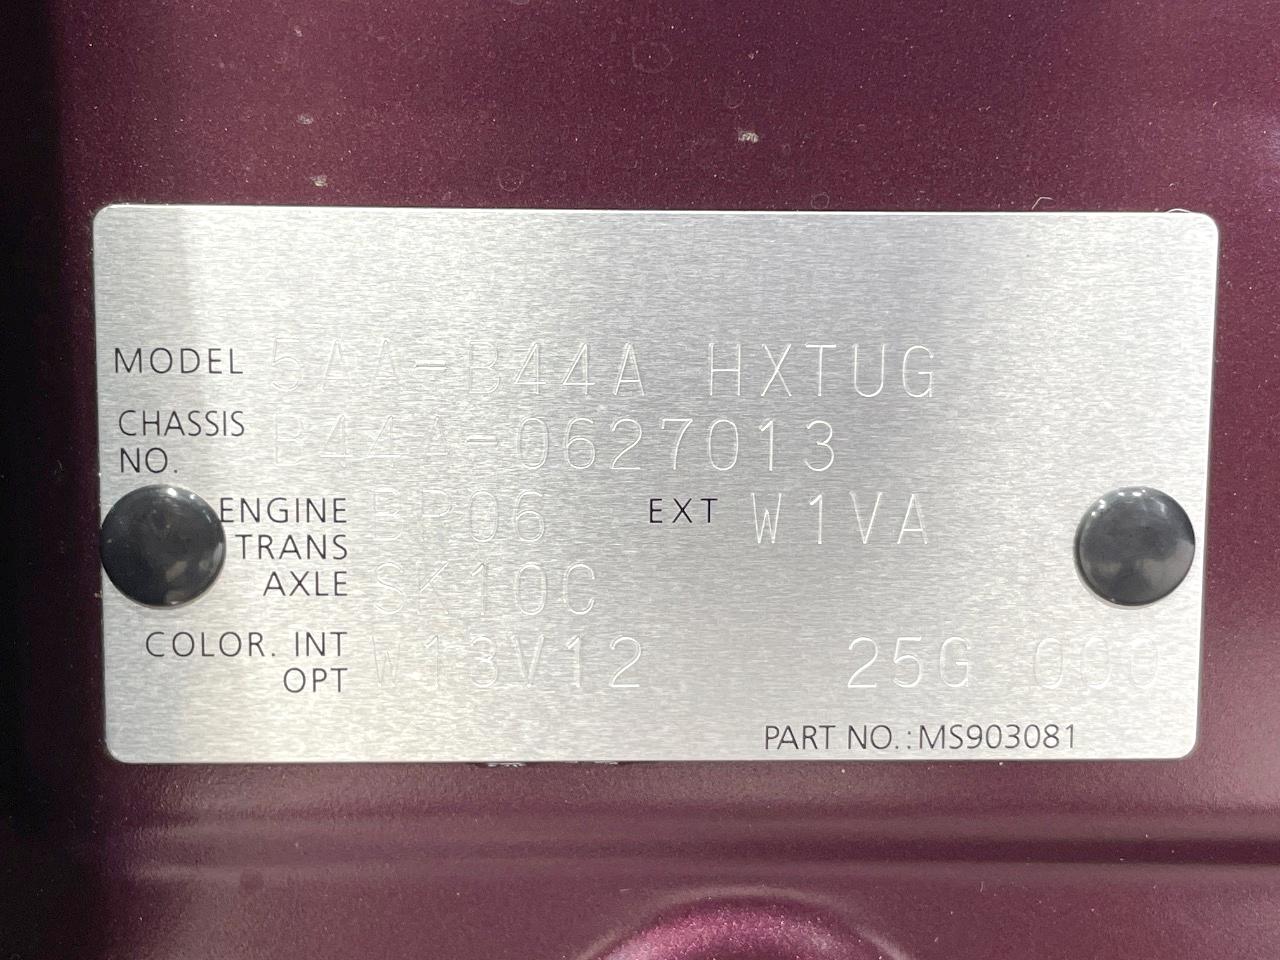 MODEL 5AA-B44A HXTUG
CHASSIS
NO. B44A-0627013
ENGINE BR06 EXT W1VA
TRANS
AXLE SK10C
COLOR. INT
OPT W13V12 25G 000
PART NO.:MS903081